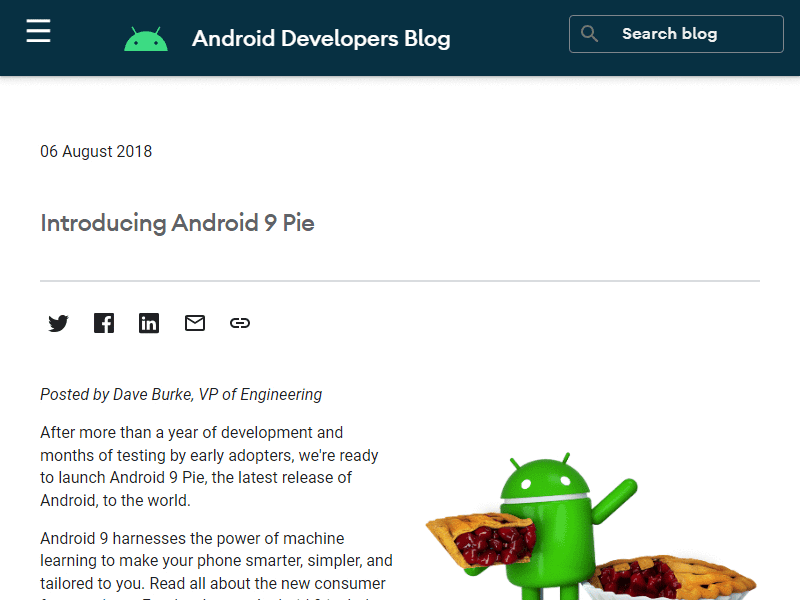 Android Developers Blog
Search blog
06 August 2018
Introducing Android 9 Pie
Posted by Dave Burke, VP of Engineering
After more than a year of development and
months of testing by early adopters, we're ready
to launch Android 9 Pie, the latest release of
Android, to the world.
Android 9 harnesses the power of machine
learning to make your phone smarter, simpler, and
tailored to you. Read all about the new consumer